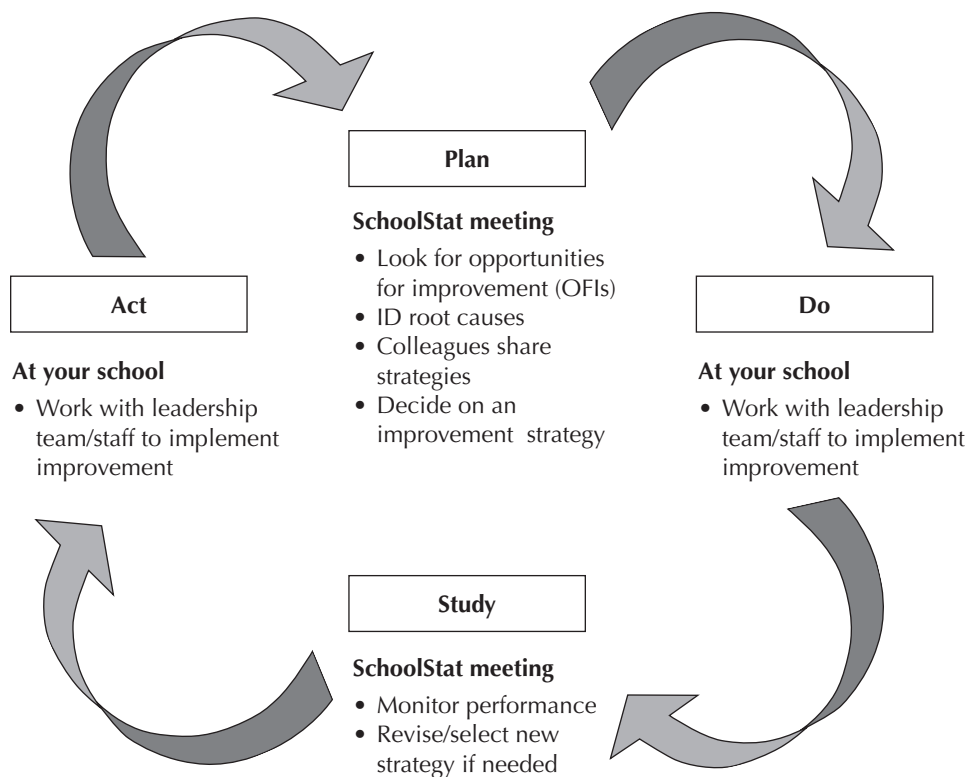 Plan
SchoolStat meeting
• Look for opportunities
for improvement (OFIs)
• ID root causes
• Colleagues share
strategies
• Decide on an
improvement strategy
Act
At your school
• Work with leadership
team/staff to implement
improvement
Do
At your school
• Work with leadership
team/staff to implement
improvement
Study
SchoolStat meeting
• Monitor performance
• Revise/select new
strategy if needed